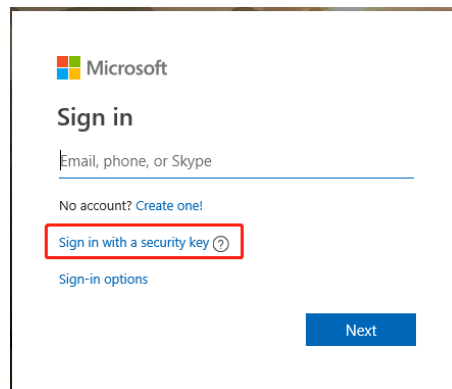 Microsoft
Sign in
Email, phone, or Skype
No account? Create one!
Sign in with a security key ?
Sign-in options
Next